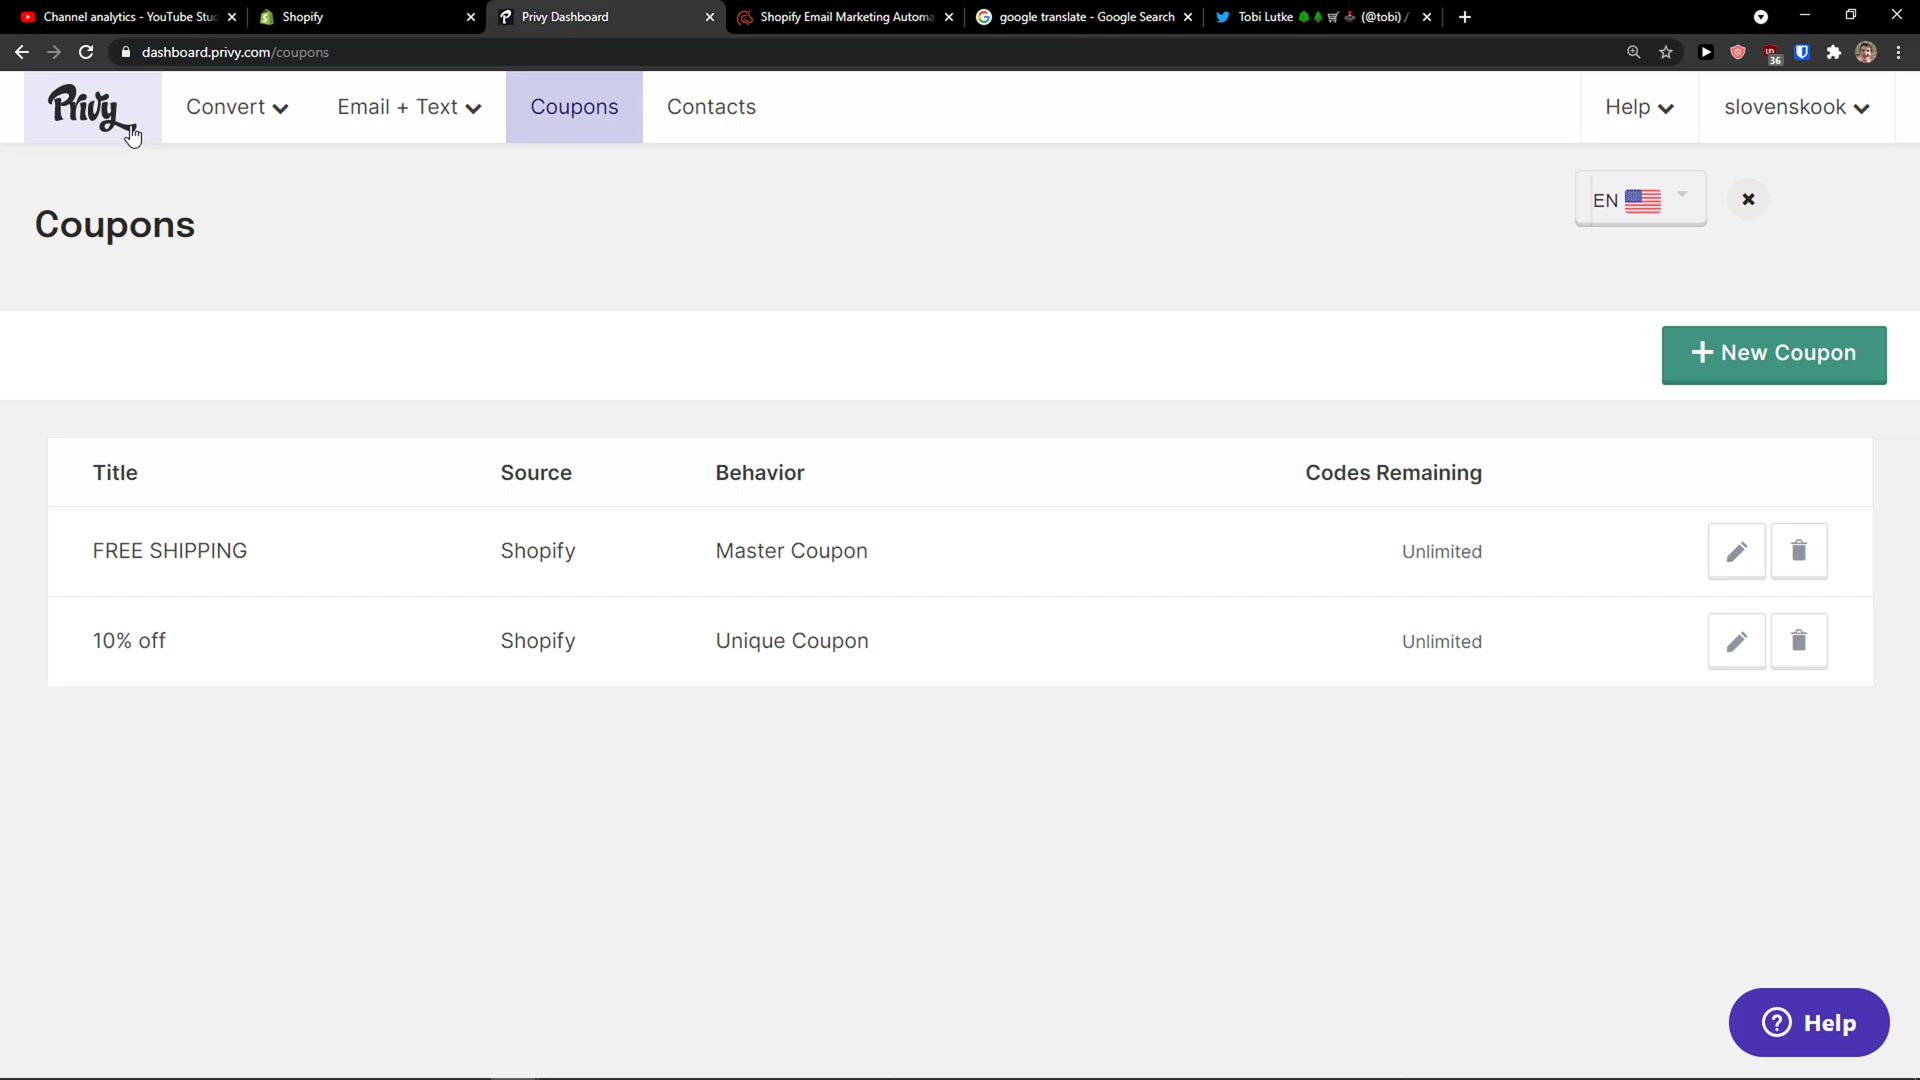 Channel analytics - YouTube Stu
Shopify
Privy Dashboard
Shopify Email Marketing Automa
google translate - Google Search
Tobi Lutke 🌳🌲🛒🕹 (@tobi) /
dashboard.privy.com/coupons
36
Privy
Convert
Email + Text
Coupons
Contacts
Help
slovenskook
Coupons
EN
+ New Coupon
Title Source Behavior Codes Remaining
FREE SHIPPING Shopify Master Coupon Unlimited
10% off Shopify Unique Coupon Unlimited
Help